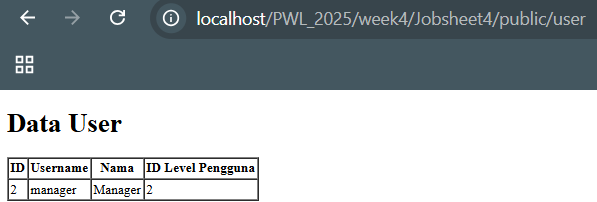 localhost/PWL_2025/week4/Jobsheet4/public/user
Data User
ID Username Nama ID Level Pengguna
2 manager Manager 2